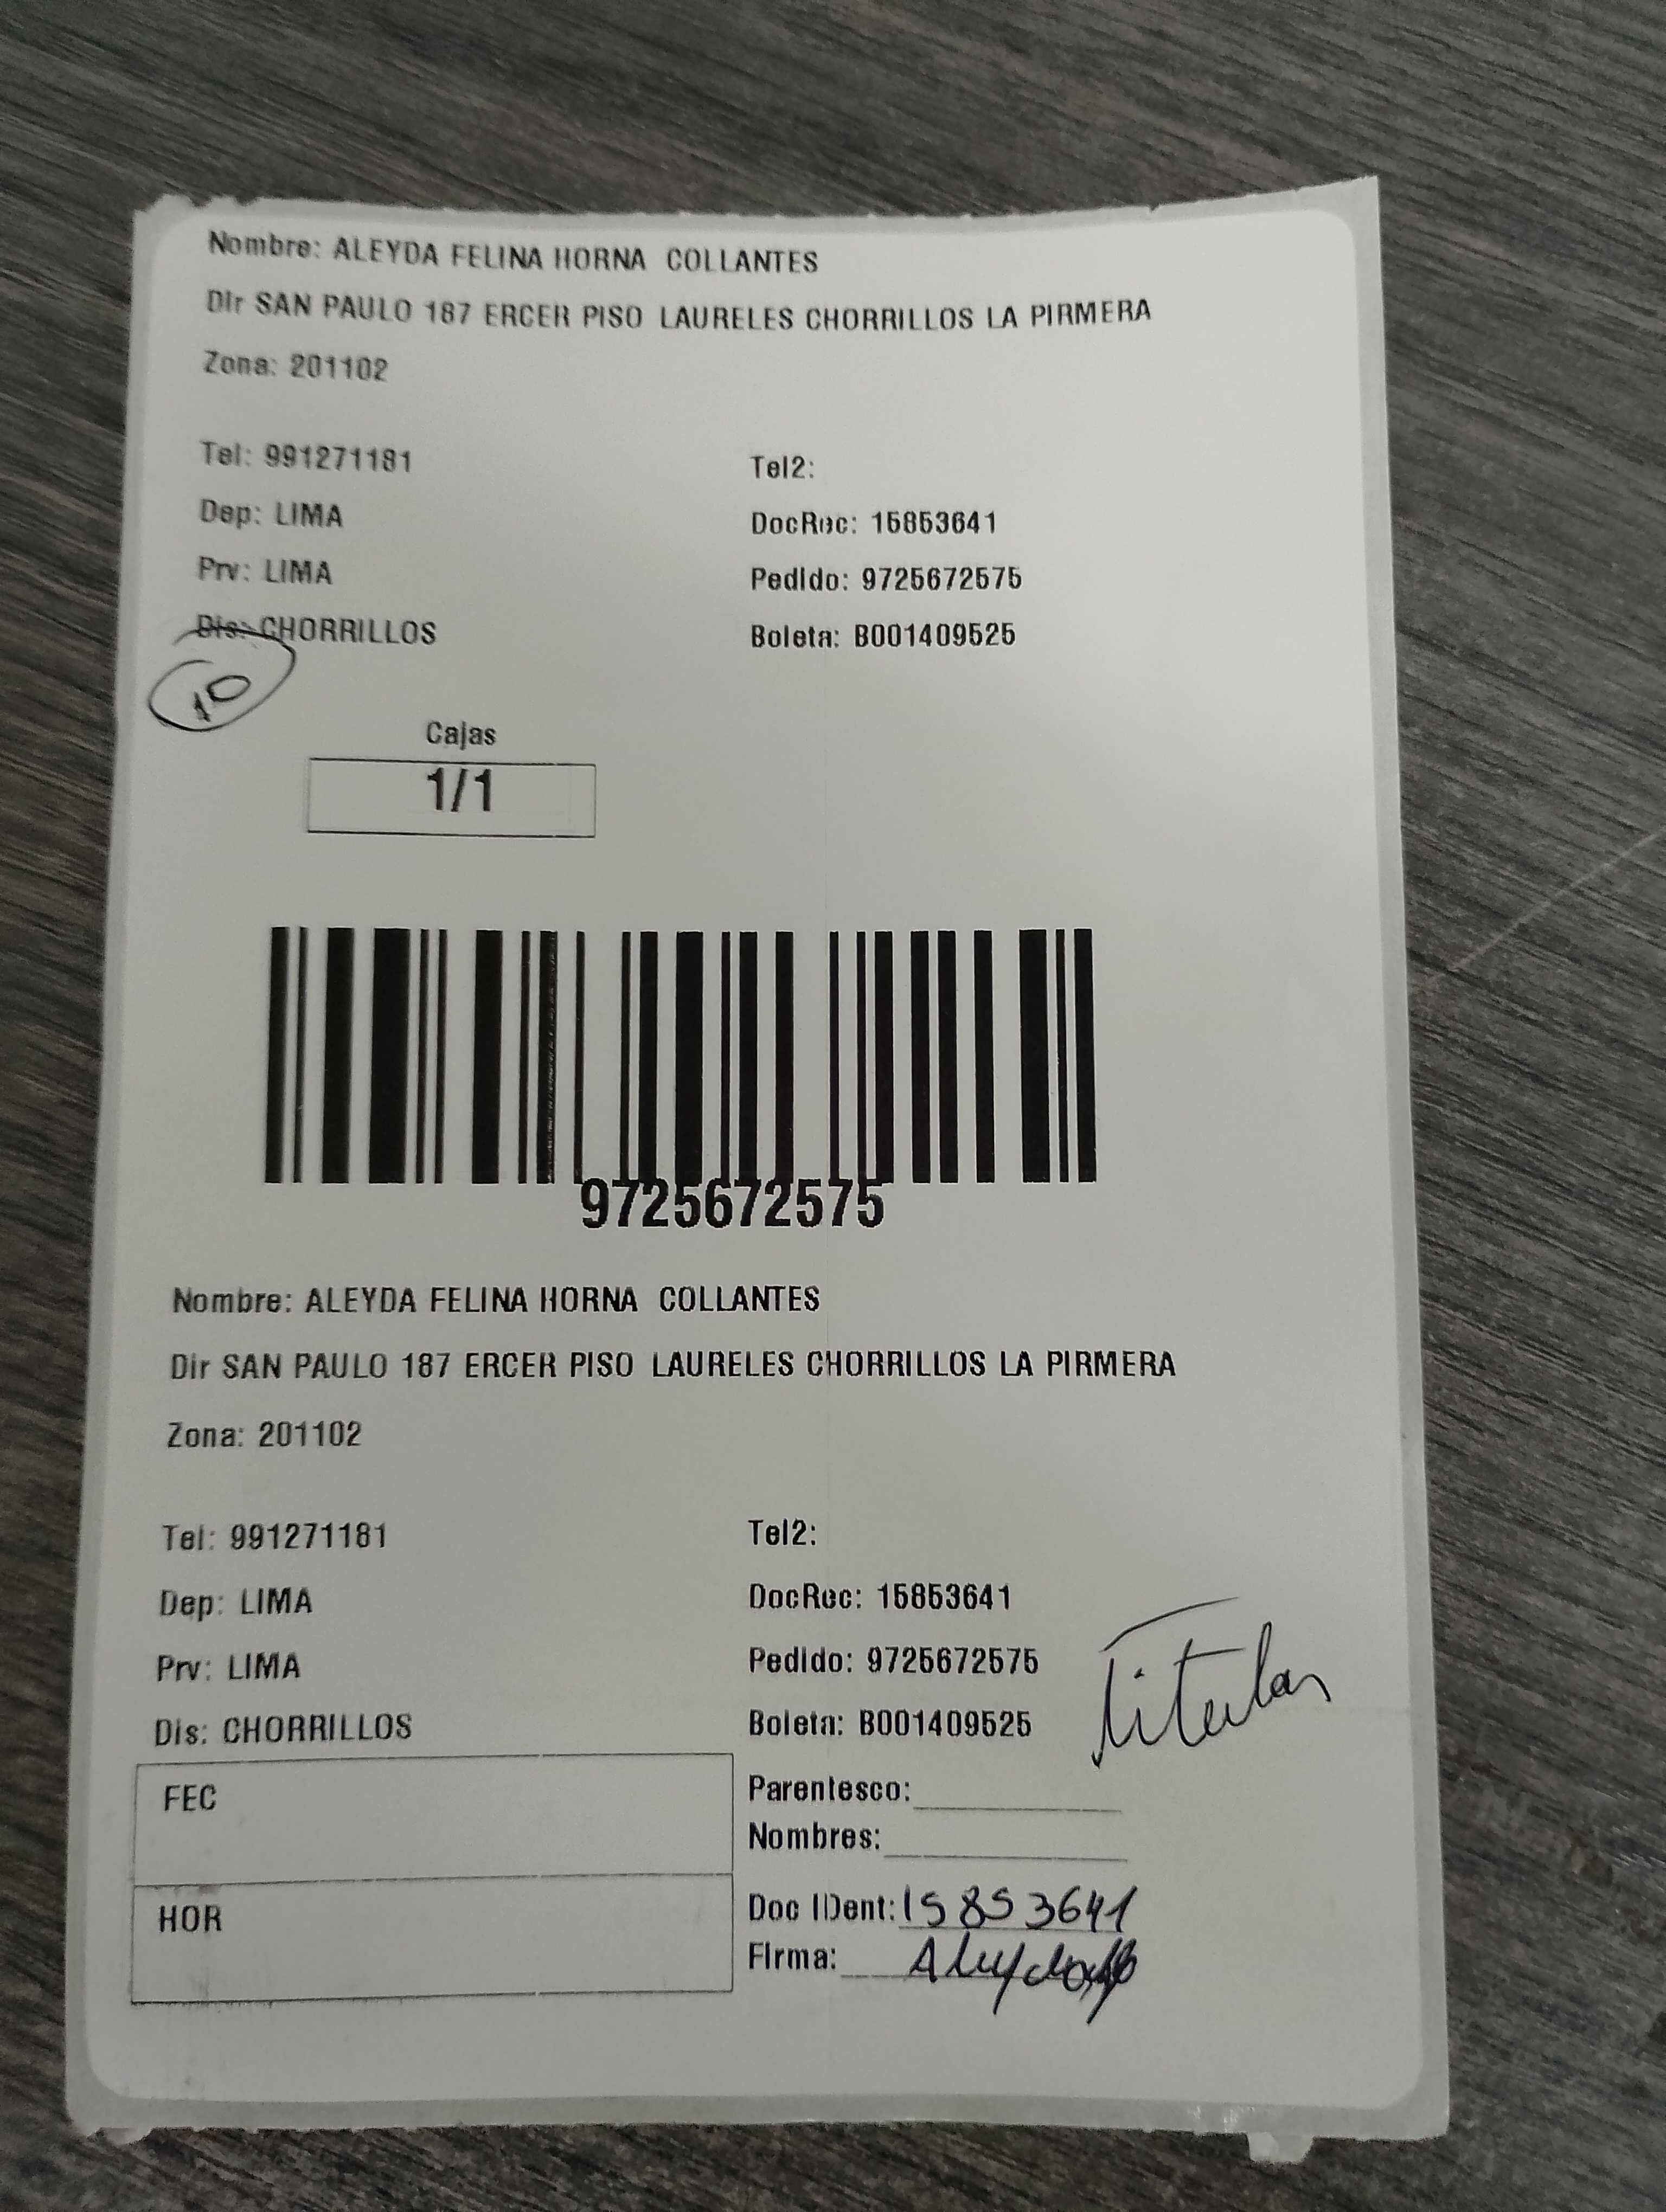 Nombre: ALEYDA FELINA HORNA COLLANTES
Dir SAN PAULO 187 ERCER PISO LAURELES CHORRILLOS LA PIRMERA
Zona: 201102
Tel: 991271181 Tel2:
Dep: LIMA DocRec: 15853641
Prv: LIMA Pedido: 9725672575
Dis: CHORRILLOS Boleta: B001409525
10
Cajas
1/1
9725672575
Nombre: ALEYDA FELINA HORNA COLLANTES
Dir SAN PAULO 187 ERCER PISO LAURELES CHORRILLOS LA PIRMERA
Zona: 201102
Tel: 991271181 Tel2:
Dep: LIMA DocRec: 15853641
Prv: LIMA Pedido: 9725672575
Dis: CHORRILLOS Boleta: B001409525
Titular
FEC Parentesco:
Nombres:
HOR Doc IDent: 15853641
Firma: